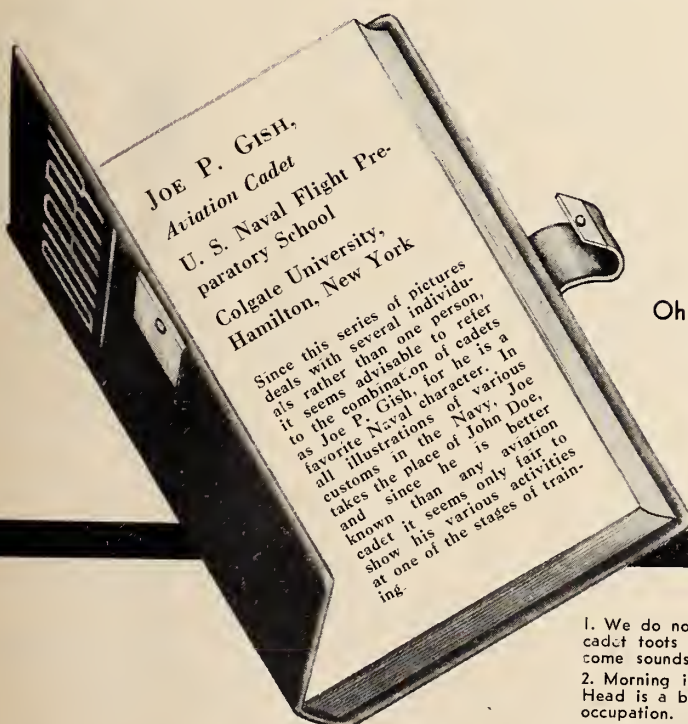 JOE P. GISH,
Aviation Cadet
U. S. Naval Flight Pre-
paratory School
Colgate University,
Hamilton, New York
Since this series of pictures
deals with several individu-
als rather than one person,
it seems advisable to refer
to the combination of cadets
as Joe P. Gish, for he is a
favorite Naval character. In
all illustrations of various
customs in the Navy, Joe
takes the place of John Doe,
and since he is better
known than any aviation
cadet it seems only fair to
show his various activities
at one of the stages of train-
ing.
Oh
1. We do no
cadet toots
come sounds
2. Morning i
Head is a b
occupation.